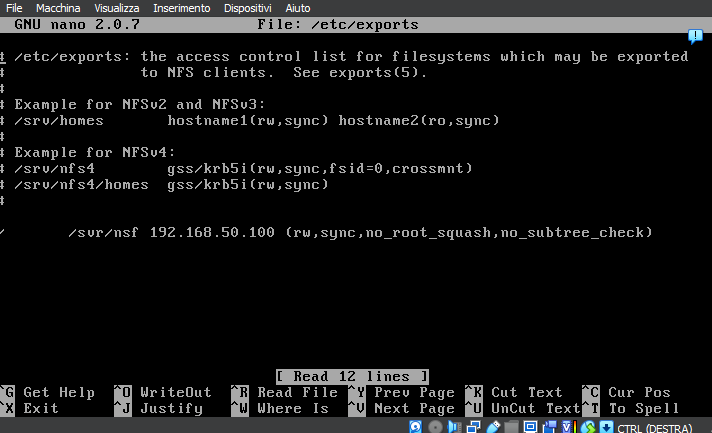 File Macchina Visualizza Inserimento Dispositivi Aiuto
GNU nano 2.0.7 File: /etc/exports
# /etc/exports: the access control list for filesystems which may be exported
# to NFS clients. See exports(5).
#
# Example for NFSv2 and NFSv3:
# /srv/homes hostname1(rw,sync) hostname2(ro,sync)
#
# Example for NFSv4:
# /srv/nfs4 gss/krb5i(rw,sync,fsid=0,crossmnt)
# /srv/nfs4/homes gss/krb5i(rw,sync)
#
/ /svr/nsf 192.168.50.100 (rw,sync,no_root_squash,no_subtree_check)
[ Read 12 lines ]
^G Get Help ^O WriteOut ^R Read File ^Y Prev Page ^K Cut Text ^C Cur Pos
^X Exit ^J Justify ^W Where Is ^V Next Page ^U UnCut Text ^T To Spell
CTRL (DESTRA)